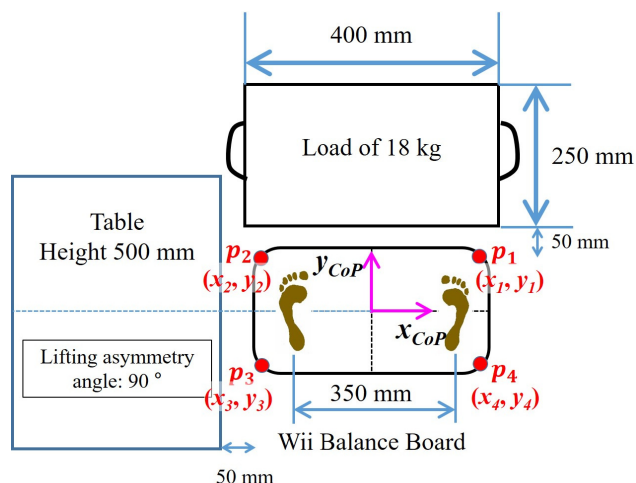 400 mm
Load of 18 kg
250 mm
50 mm
Table
Height 500 mm
p2
(x2, y2)
yCoP
p1
(x1, y1)
xCoP
Lifting asymmetry
angle: 90 °
p3
(x3, y3)
350 mm
p4
(x4, y4)
Wii Balance Board
50 mm